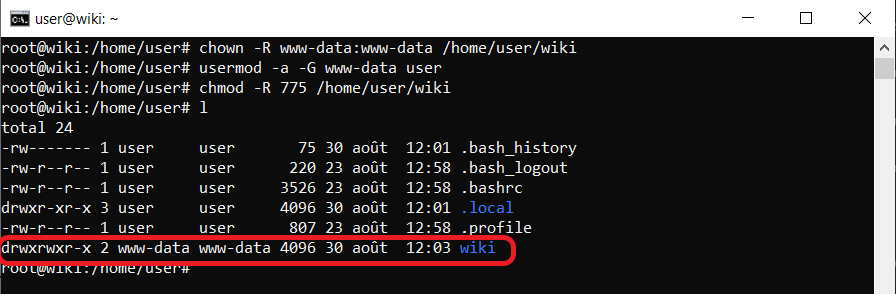 user@wiki: ~
root@wiki:/home/user# chown -R www-data:www-data /home/user/wiki
root@wiki:/home/user# usermod -a -G www-data user
root@wiki:/home/user# chmod -R 775 /home/user/wiki
root@wiki:/home/user# l
total 24
-rw------- 1 user     user       75 30 août  12:01 .bash_history
-rw-r--r-- 1 user     user      220 23 août  12:58 .bash_logout
-rw-r--r-- 1 user     user     3526 23 août  12:58 .bashrc
drwxr-xr-x 3 user     user     4096 30 août  12:01 .local
-rw-r--r-- 1 user     user      807 23 août  12:58 .profile
drwxrwxr-x 2 www-data www-data 4096 30 août  12:03 wiki
root@wiki:/home/user#